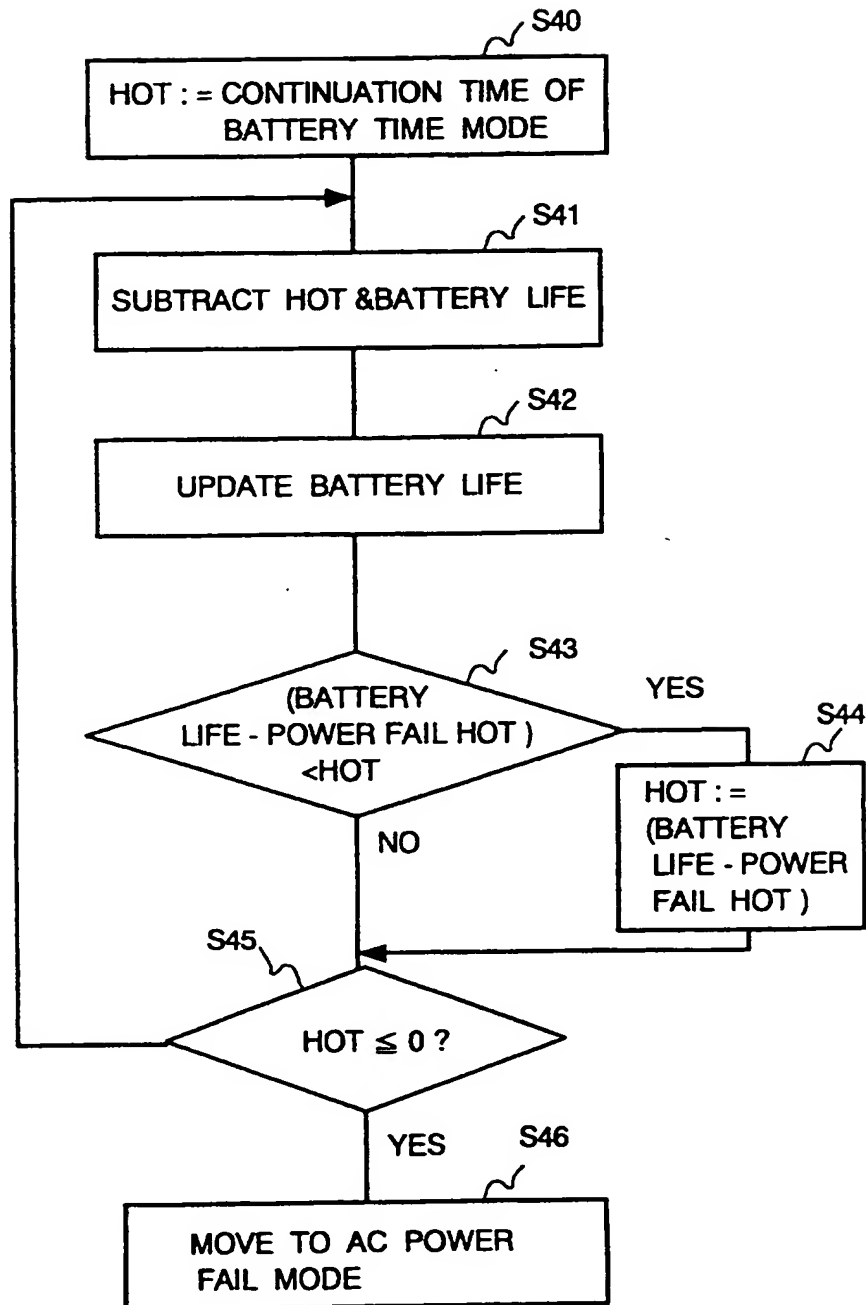 S40
HOT : = CONTINUATION TIME OF
BATTERY TIME MODE
S41
SUBTRACT HOT &BATTERY LIFE
S42
UPDATE BATTERY LIFE
S43
(BATTERY
LIFE - POWER FAIL HOT )
<HOT
YES
S44
HOT : =
(BATTERY
LIFE - POWER
FAIL HOT )
NO
S45
HOT ≦ 0 ?
YES
S46
MOVE TO AC POWER
FAIL MODE